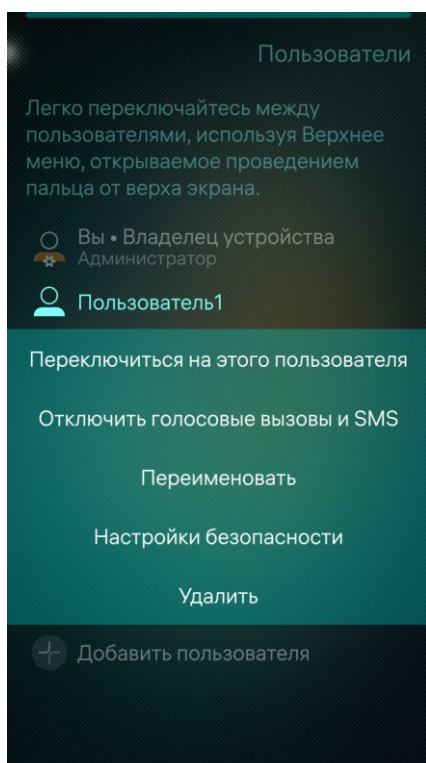 Пользователи
Легко переключайтесь между
пользователями, используя Верхнее
меню, открываемое проведением
пальца от верха экрана.
Вы • Владелец устройства
Администратор
Пользователь1
Переключиться на этого пользователя
Отключить голосовые вызовы и SMS
Переименовать
Настройки безопасности
Удалить
Добавить пользователя